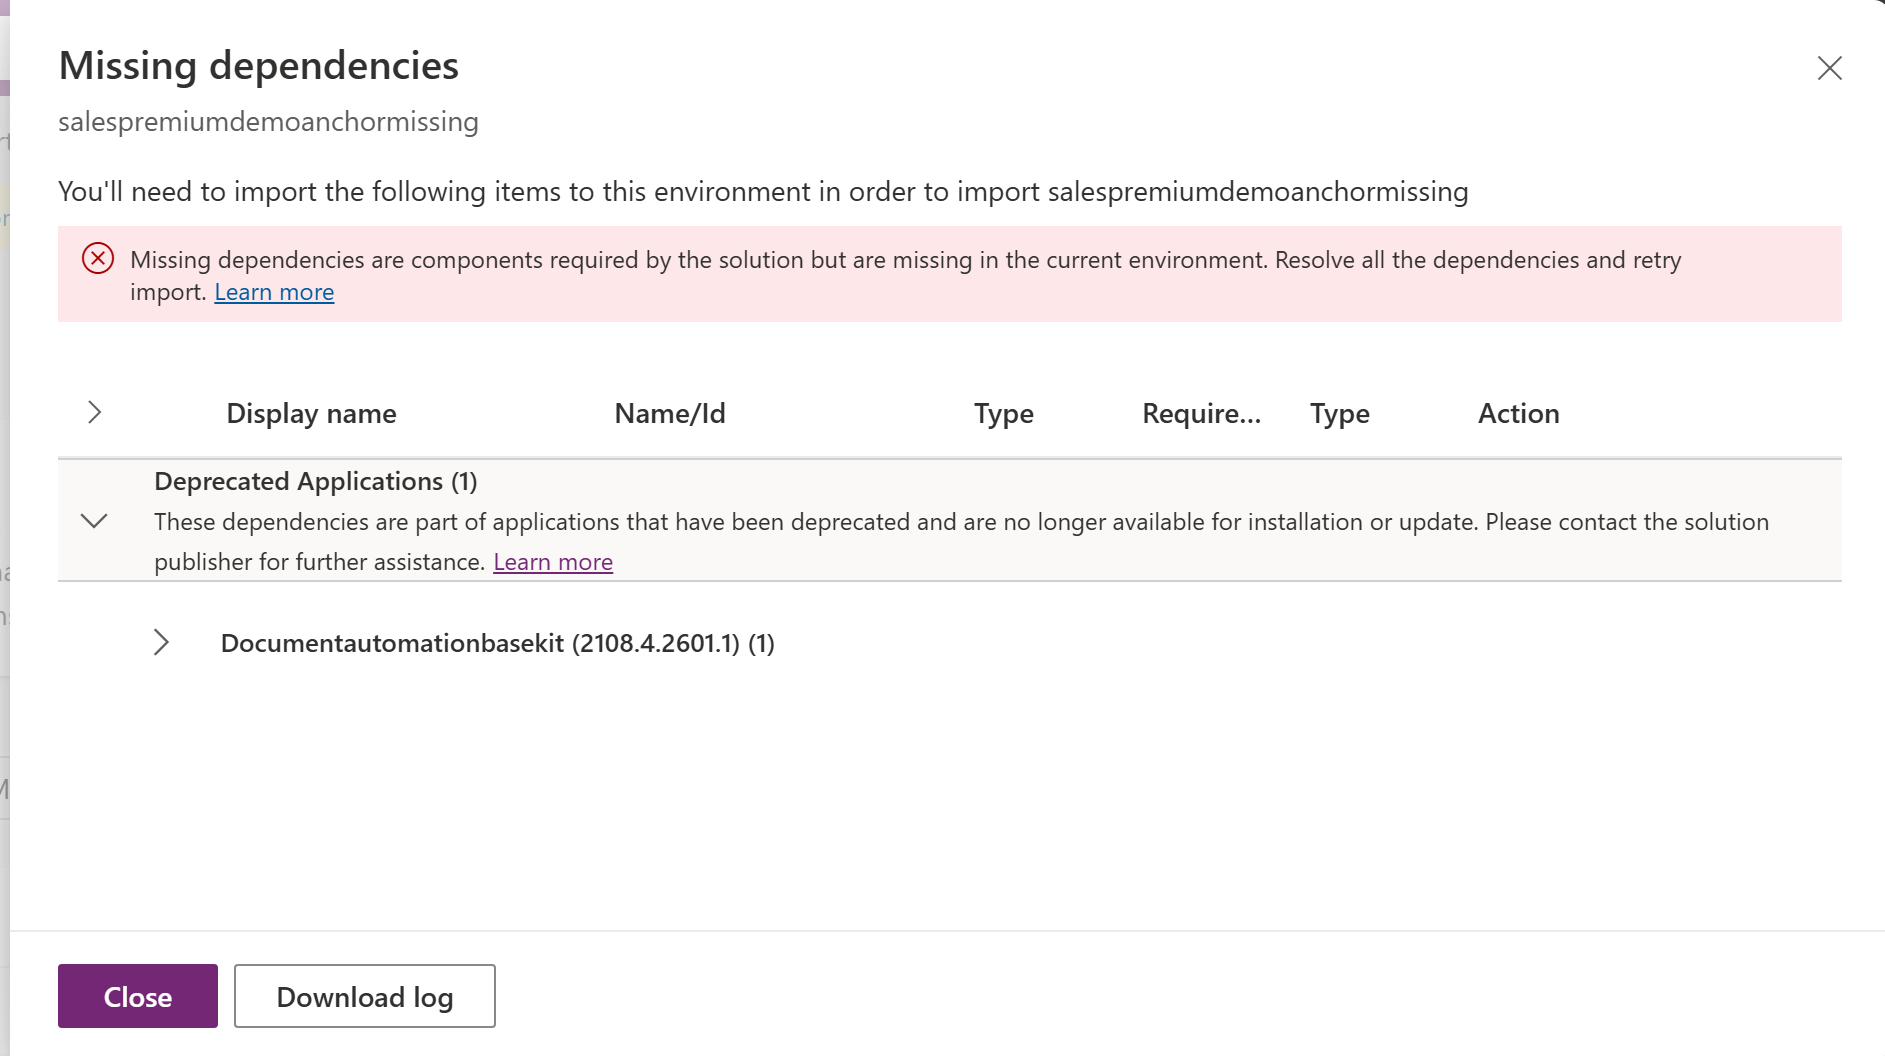 Missing dependencies
salespremiumdemoanchormissing
You'll need to import the following items to this environment in order to import salespremiumdemoanchormissing
Missing dependencies are components required by the solution but are missing in the current environment. Resolve all the dependencies and retry
import. Learn more
Display name Name/Id Type Require... Type Action
Deprecated Applications (1)
These dependencies are part of applications that have been deprecated and are no longer available for installation or update. Please contact the solution
publisher for further assistance. Learn more
Documentautomationbasekit (2108.4.2601.1) (1)
Close Download log